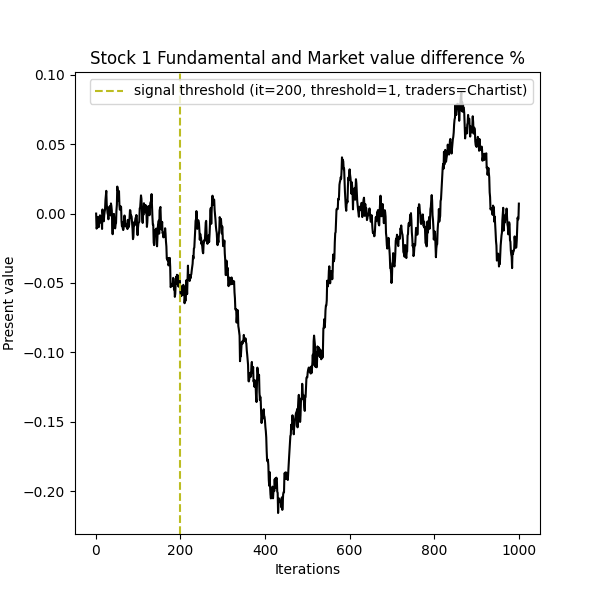 Stock 1 Fundamental and Market value difference %
signal threshold (it=200, threshold=1, traders=Chartist)
0.10
0.05
0.00
−0.05
−0.10
−0.15
−0.20
Present value
0 200 400 600 800 1000
Iterations